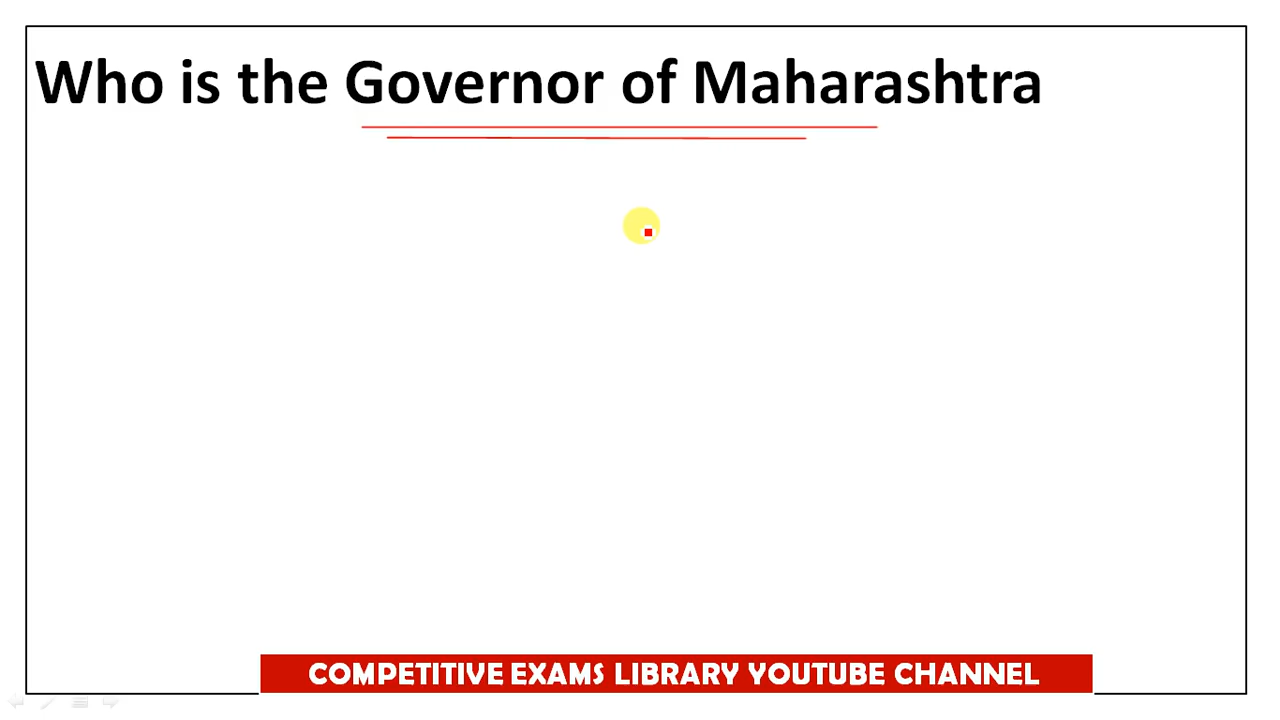 Who is the Governor of Maharashtra
COMPETITIVE EXAMS LIBRARY YOUTUBE CHANNEL